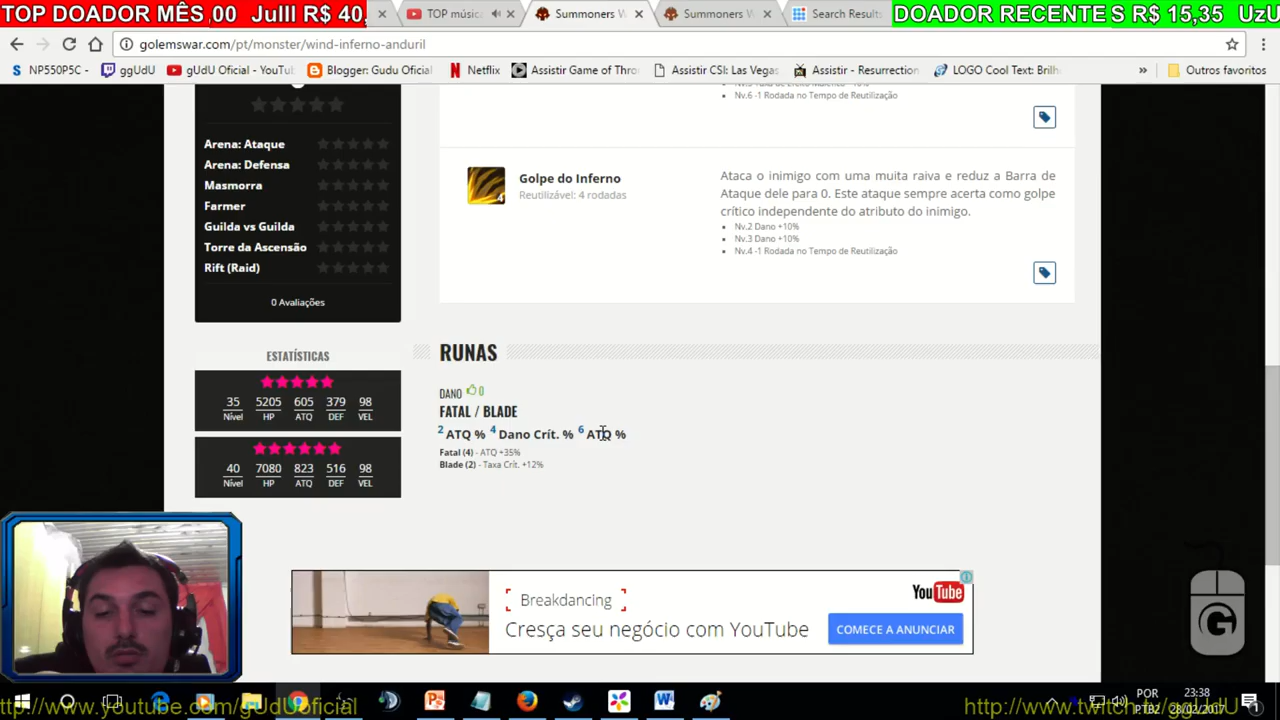 TOP DOADOR MÊS ,00 JuIII R$ 40,
DOADOR RECENTE S R$ 15,35 UzU
TOP músic
Summoners W
Summoners W
Search Results
golemswar.com/pt/monster/wind-inferno-anduril
NP550P5C -
ggUdU
gUdU Oficial - YouTu
Blogger: Gudu Oficial
Netflix
Assistir Game of Thro
Assistir CSI: Las Vegas
Assistir - Resurrection
LOGO Cool Text: Brilh
»
Outros favoritos
Nv.6 -1 Rodada no Tempo de Reutilização
Arena: Ataque
Arena: Defensa
Masmorra
Farmer
Guilda vs Guilda
Torre da Ascensão
Rift (Raid)
0 Avaliações
4
Golpe do Inferno
Reutilizável: 4 rodadas
Ataca o inimigo com uma muita raiva e reduz a Barra de
Ataque dele para 0. Este ataque sempre acerta como golpe
crítico independente do atributo do inimigo.
Nv.2 Dano +10%
Nv.3 Dano +10%
Nv.4 -1 Rodada no Tempo de Reutilização
ESTATÍSTICAS
35 5205 605 379 98
Nível HP ATQ DEF VEL
40 7080 823 516 98
Nível HP ATQ DEF VEL
RUNAS
DANO 0
FATAL / BLADE
2 ATQ % 4 Dano Crít. % 6 ATQ %
Fatal (4) - ATQ +35%
Blade (2) - Taxa Crít. +12%
Breakdancing
Cresça seu negócio com YouTube
YouTube
COMECE A ANUNCIAR
G
POR
PTB2
23:38
28/02/2017
1
ttp://www.youtube.com/gUdUoficial
http://www.twitch.tv/ggUdU